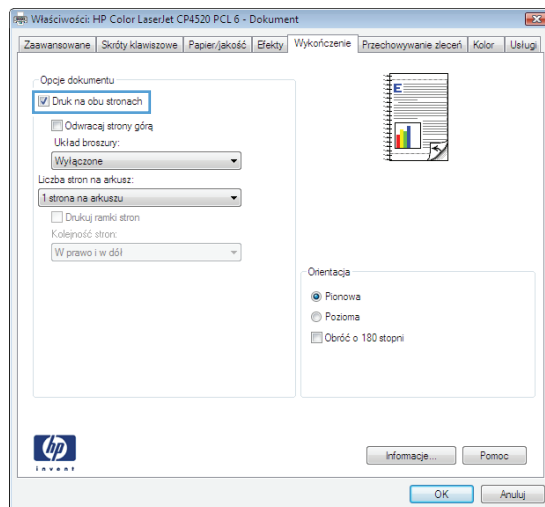 Właściwości: HP Color LaserJet CP4520 PCL 6 - Dokument
Zaawansowane Skróty klawiszowe Papier/jakość Efekty Wykończenie Przechowywanie zleceń Kolor Usługi
Opcje dokumentu
Druk na obu stronach
Odwracaj strony górą
Układ broszury:
Wyłączone
Liczba stron na arkusz:
1 strona na arkuszu
Drukuj ramki stron
Kolejność stron:
W prawo i w dół
E
Orientacja
Pionowa
Pozioma
Obróć o 180 stopni
hp
invent
Informacje... Pomoc
OK Anuluj